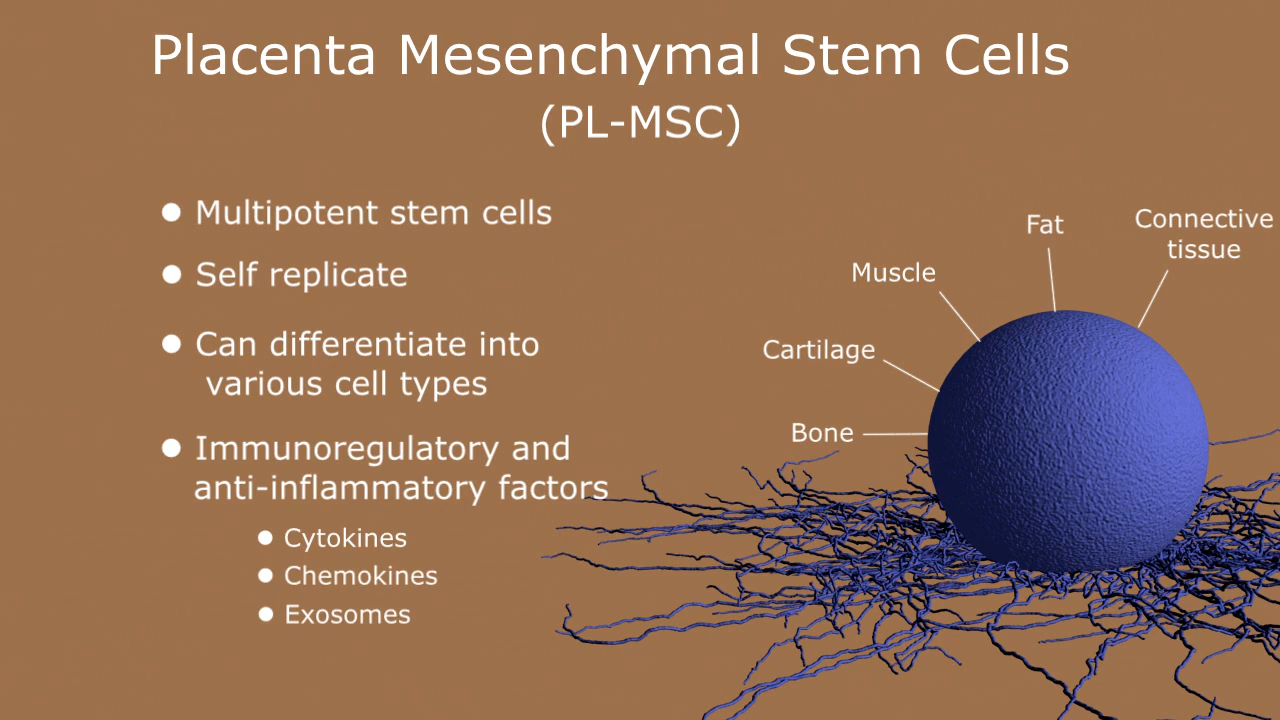 Placenta Mesenchymal Stem Cells
(PL-MSC)
● Multipotent stem cells
● Self replicate
● Can differentiate into
various cell types
● Immunoregulatory and
anti-inflammatory factors
● Cytokines
● Chemokines
● Exosomes
Fat
Connective
tissue
Muscle
Cartilage
Bone